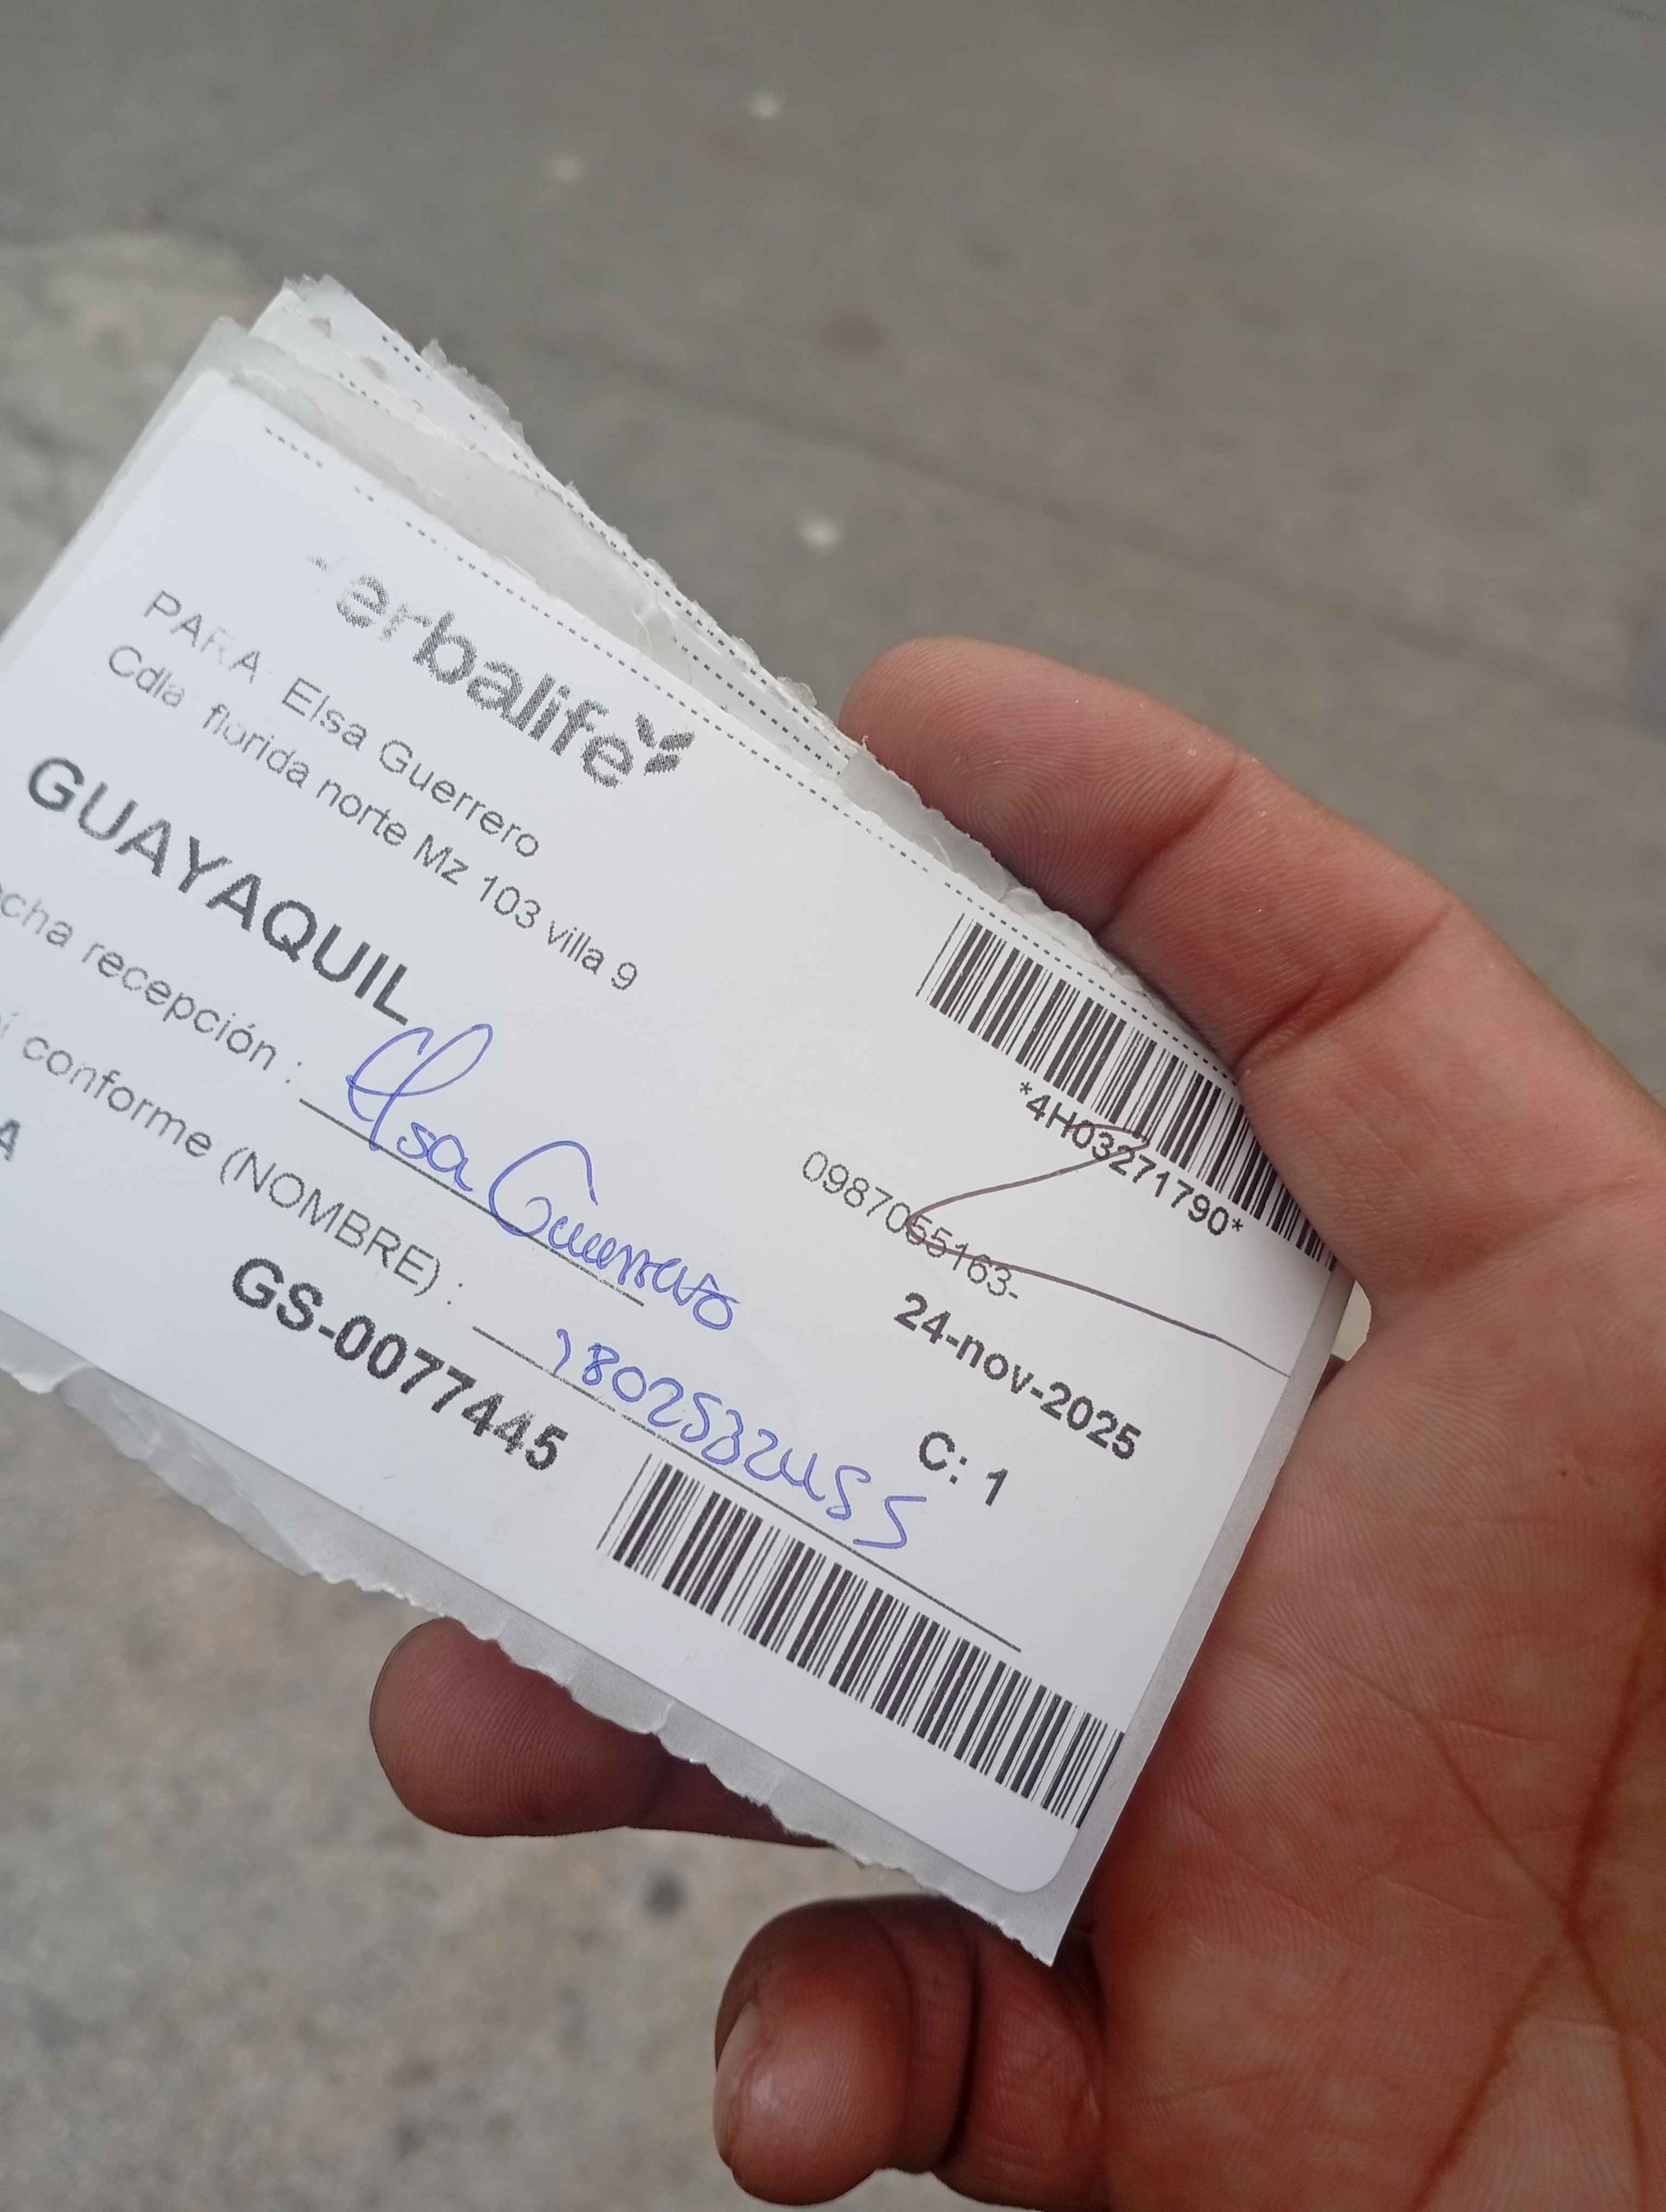 erbalife
PARA Elsa Guerrero
Cdla florida norte Mz 103 villa 9
GUAYAQUIL
*4H03271790*
0987055163-
24-nov-2025
cha recepción : Elsa Guerrero
C: 1
conforme (NOMBRE) :
A
GS-0077445